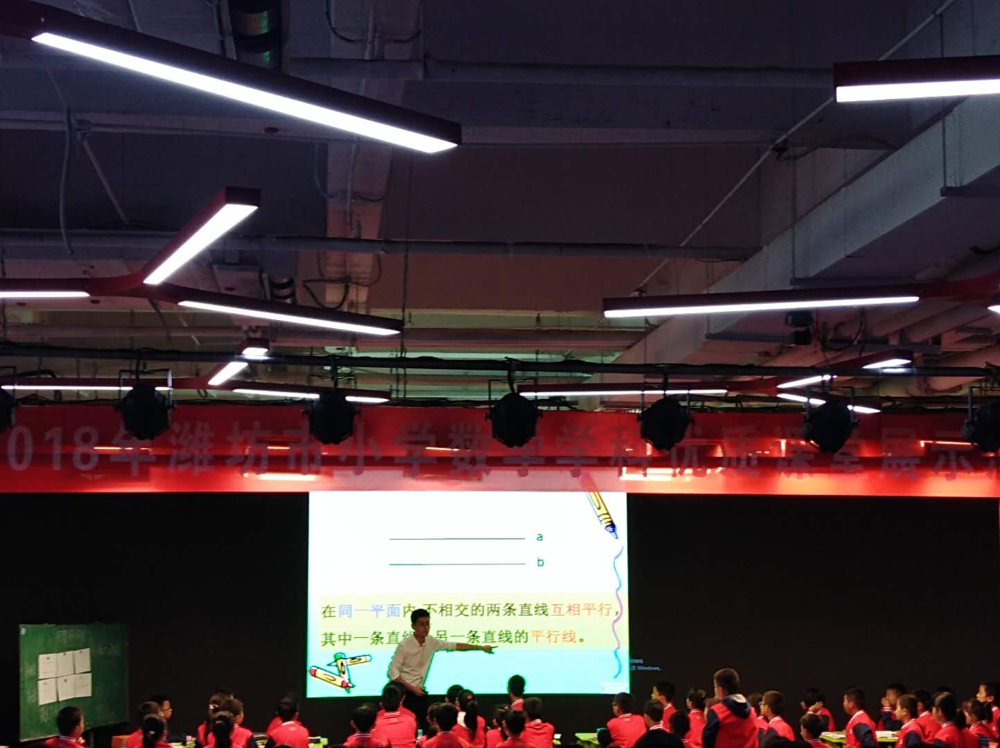 018年潍坊市小学数学学科优质课堂展示
a
b
在同一平面内 不相交的两条直线互相平行，
其中一条直线 另一条直线的平行线。
dows
Windows。